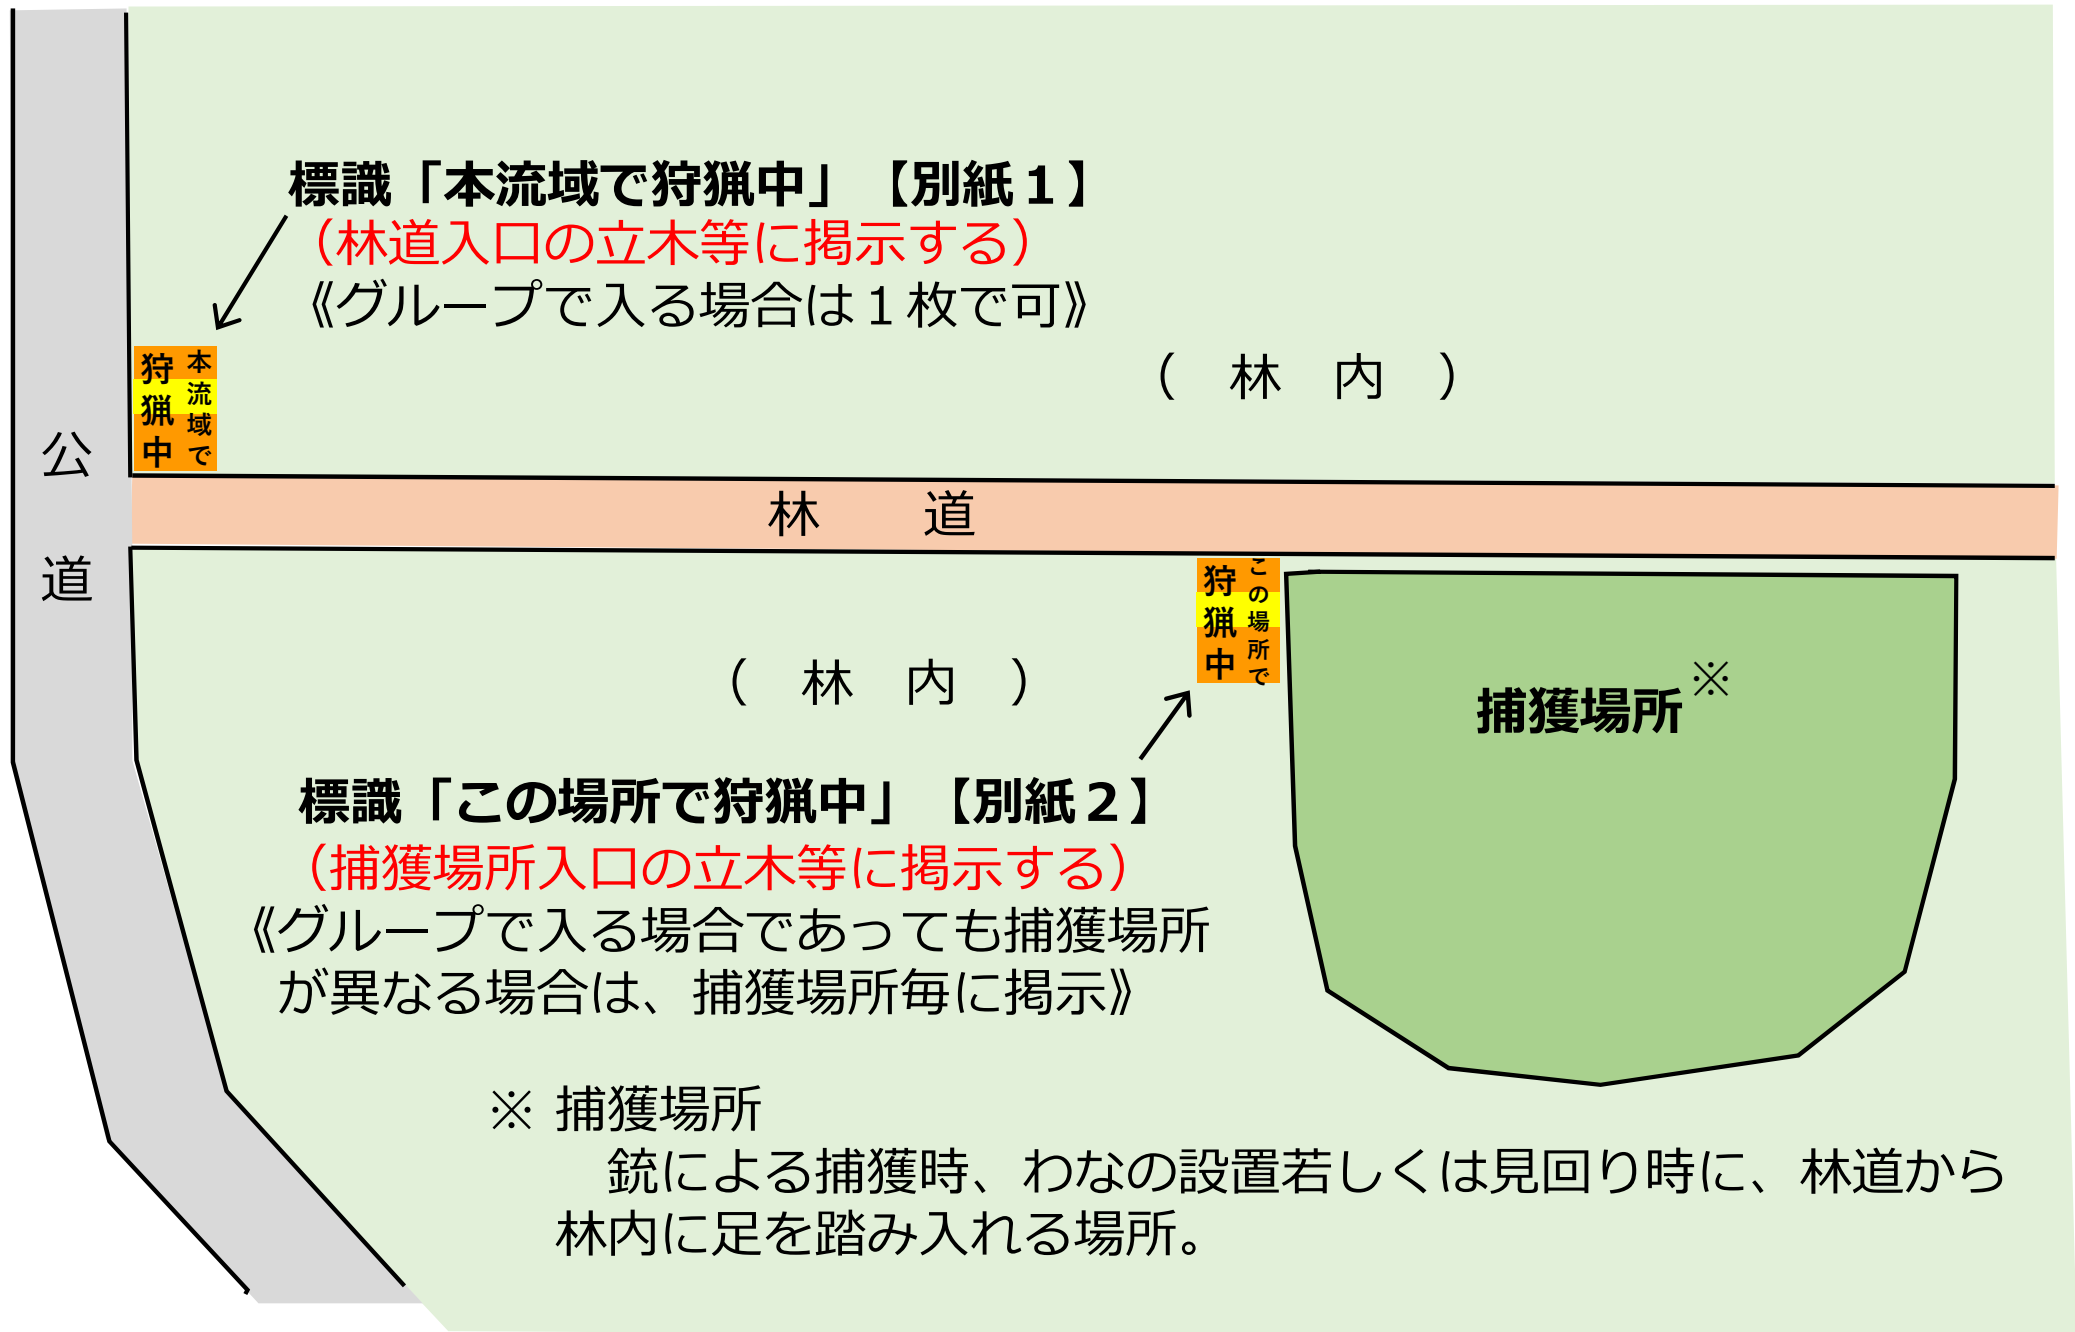 標識「本流域で狩猟中」【別紙１】
（林道入口の立木等に掲示する）
《グループで入る場合は１枚で可》
本流域で
狩猟中
（　林　内　）
公　道
林　　道
この場所で
狩猟中
（　林　内　）
捕獲場所※
標識「この場所で狩猟中」【別紙２】
（捕獲場所入口の立木等に掲示する）
《グループで入る場合であっても捕獲場所
が異なる場合は、捕獲場所毎に掲示》
※ 捕獲場所
銃による捕獲時、わなの設置若しくは見回り時に、林道から
林内に足を踏み入れる場所。